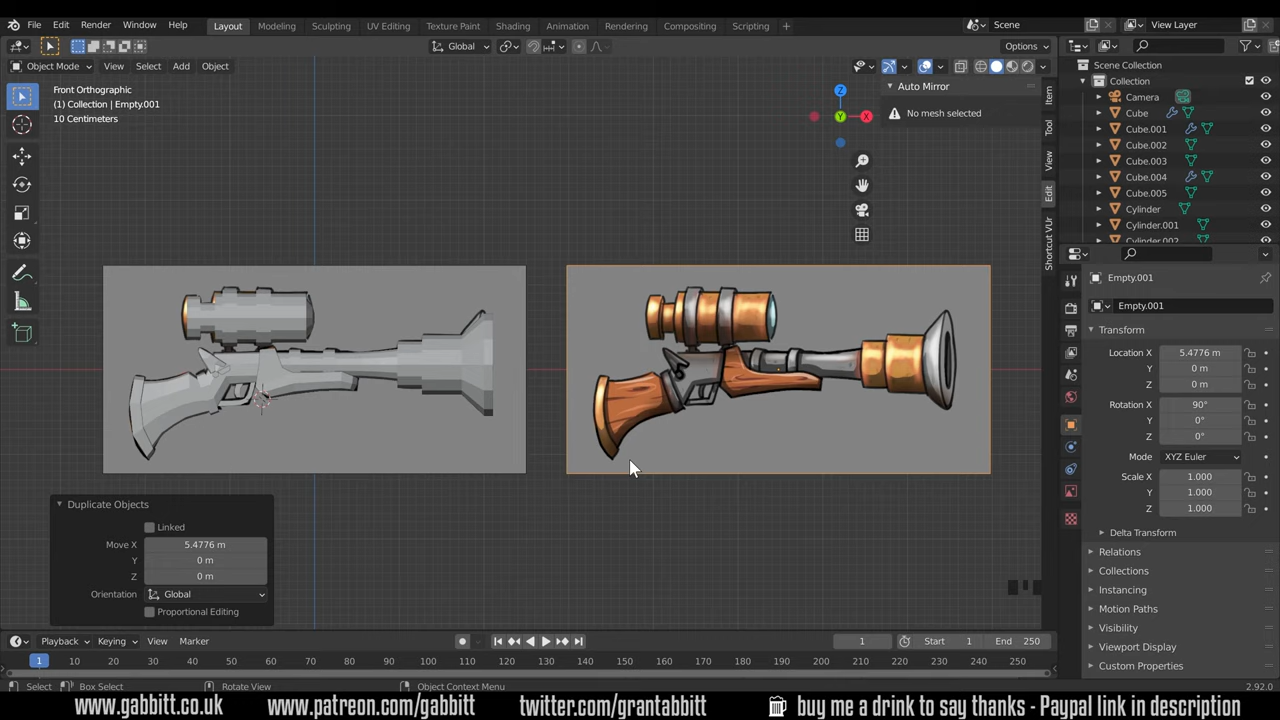 File Edit Render Window Help Layout Modeling Sculpting UV Editing Texture Paint Shading Animation Rendering Compositing Scripting + Scene View Layer
Global Options
Object Mode View Select Add Object
Front Orthographic
(1) Collection | Empty.001
10 Centimeters
Z
X
Y
Auto Mirror
No mesh selected
Item
Tool
View
Edit
Shortcut VUr
Scene Collection
Collection
Camera
Cube
Cube.001
Cube.002
Cube.003
Cube.004
Cube.005
Cylinder
Cylinder.001
Cylinder.002
Empty.001
Empty.001
Transform
Location X 5.4776 m
Y 0 m
Z 0 m
Rotation X 90°
Y 0°
Z 0°
Mode XYZ Euler
Scale X 1.000
Y 1.000
Z 1.000
Delta Transform
Relations
Collections
Instancing
Motion Paths
Visibility
Viewport Display
Custom Properties
Duplicate Objects
Linked
Move X 5.4776 m
Y 0 m
Z 0 m
Orientation Global
Proportional Editing
Playback Keying View Marker 1 Start 1 End 250
1 10 20 30 40 50 60 70 80 90 100 110 120 130 140 150 160 170 180 190 200 210 220 230 240 250
Select Box Select Rotate View Object Context Menu 2.92.0
www.gabbitt.co.uk www.patreon.com/gabbitt twitter.com/grantabbitt buy me a drink to say thanks - Paypal link in description